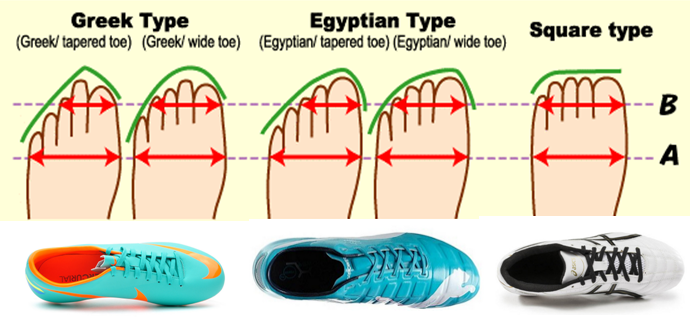 Greek Type
(Greek/ tapered toe) (Greek/ wide toe)
Egyptian Type
(Egyptian/ tapered toe) (Egyptian/ wide toe)
Square type
B
A